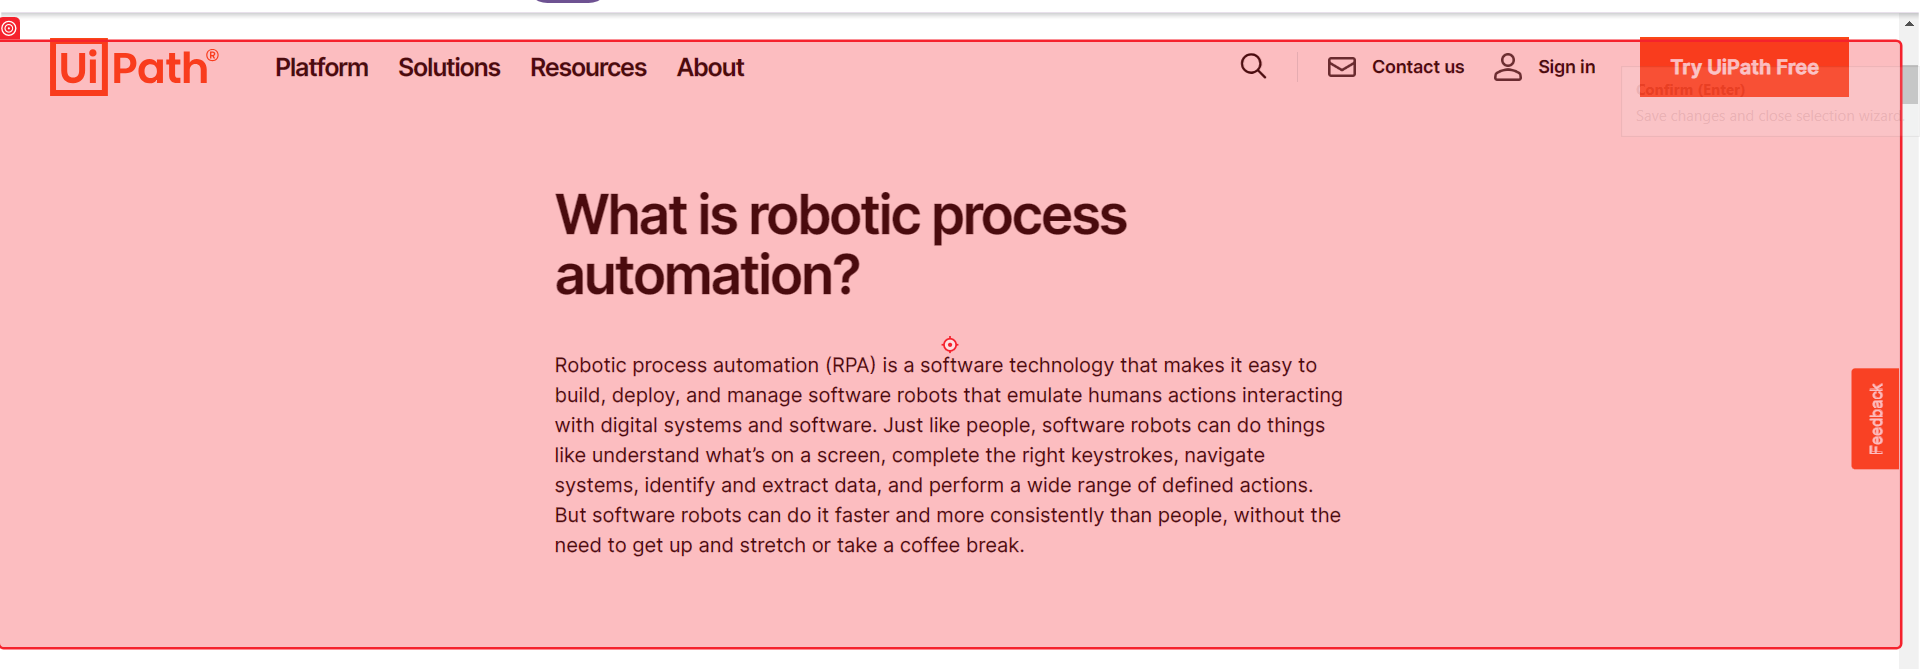 UiPath®
Platform
Solutions
Resources
About
Contact us
Sign in
Try UiPath Free
Confirm (Enter)
Save changes and close selection wizard
What is robotic process
automation?
Robotic process automation (RPA) is a software technology that makes it easy to
build, deploy, and manage software robots that emulate humans actions interacting
with digital systems and software. Just like people, software robots can do things
like understand what’s on a screen, complete the right keystrokes, navigate
systems, identify and extract data, and perform a wide range of defined actions.
But software robots can do it faster and more consistently than people, without the
need to get up and stretch or take a coffee break.
Feedback